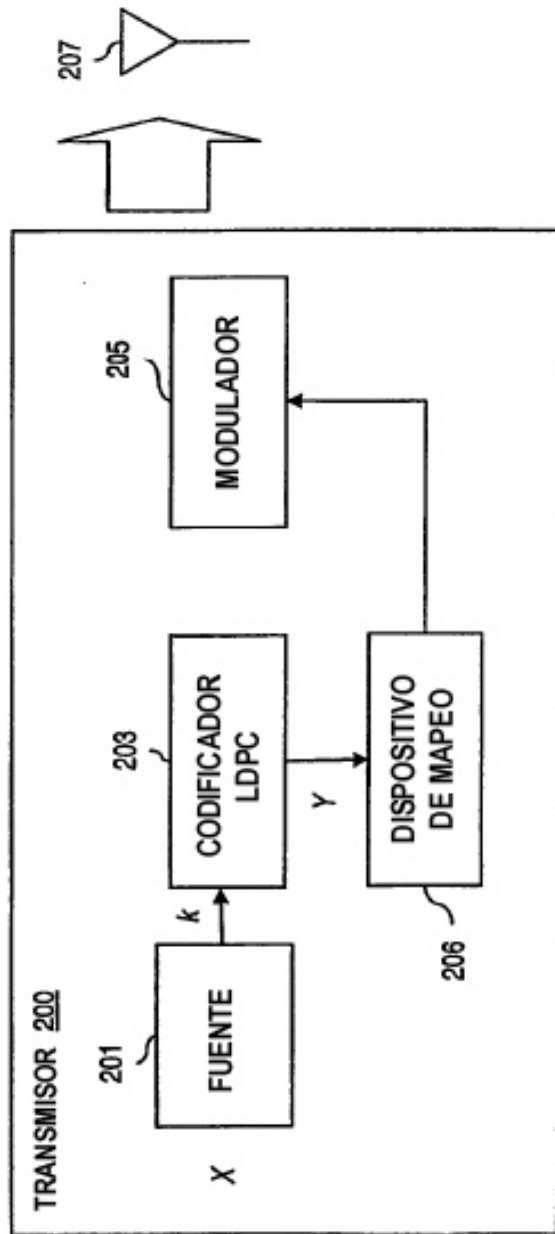 TRANSMISOR 200
X
201
FUENTE
k
203
CODIFICADOR
LDPC
Y
206
DISPOSITIVO
DE MAPEO
205
MODULADOR
207